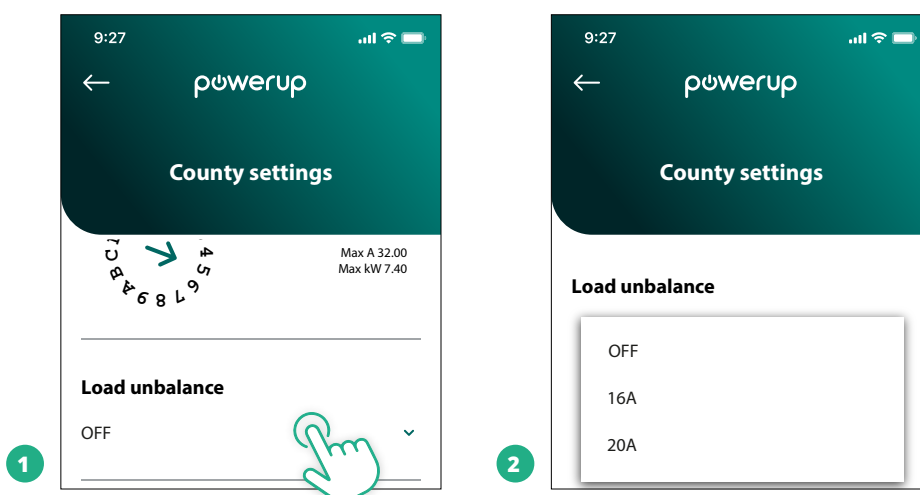 9:27
powerup
County settings
4 5 6 7 8 9 A B C
Max A 32.00
Max kW 7.40
Load unbalance
OFF
1
9:27
powerup
County settings
Load unbalance
OFF
16A
20A
2